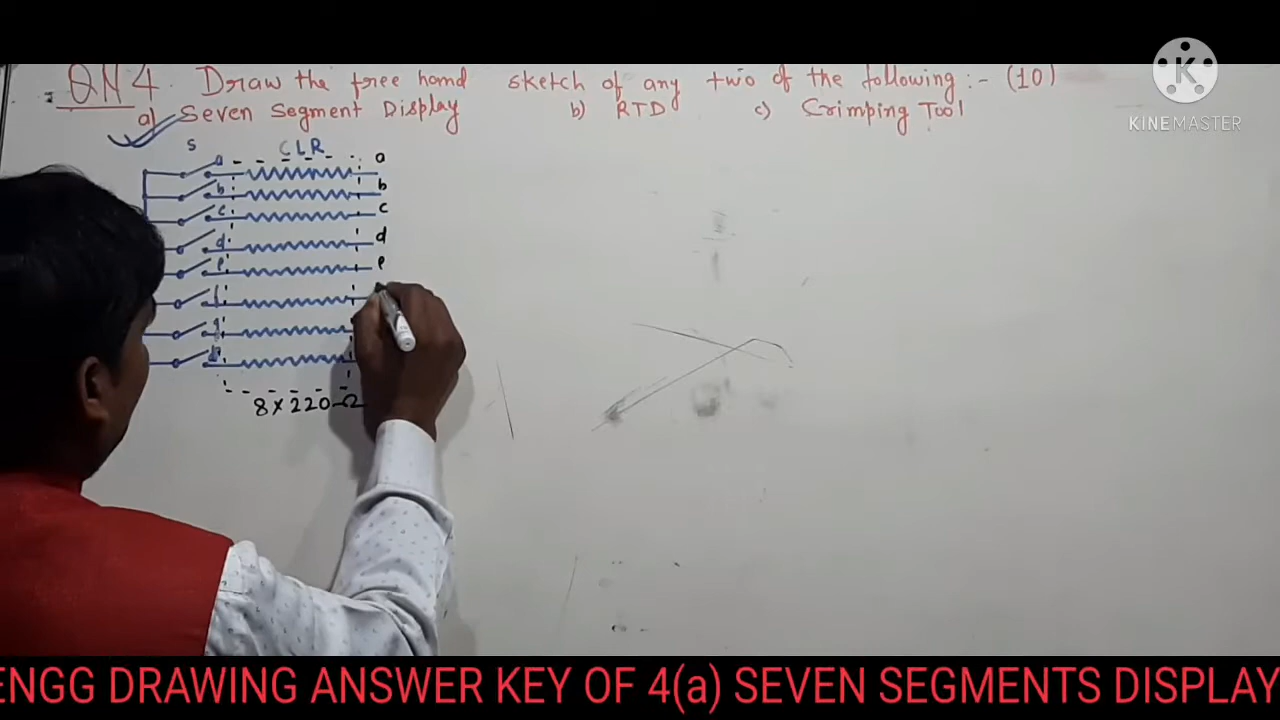 K
KINEMASTER
QN 4. Draw the free hand sketch of any two of the following :- (10)
a) Seven Segment Display b) RTD c) Crimping Tool
S CLR
a a
b b
c c
d d
e e
f
g
8 x 220 Ω
ENGG DRAWING ANSWER KEY OF 4(a) SEVEN SEGMENTS DISPLAY